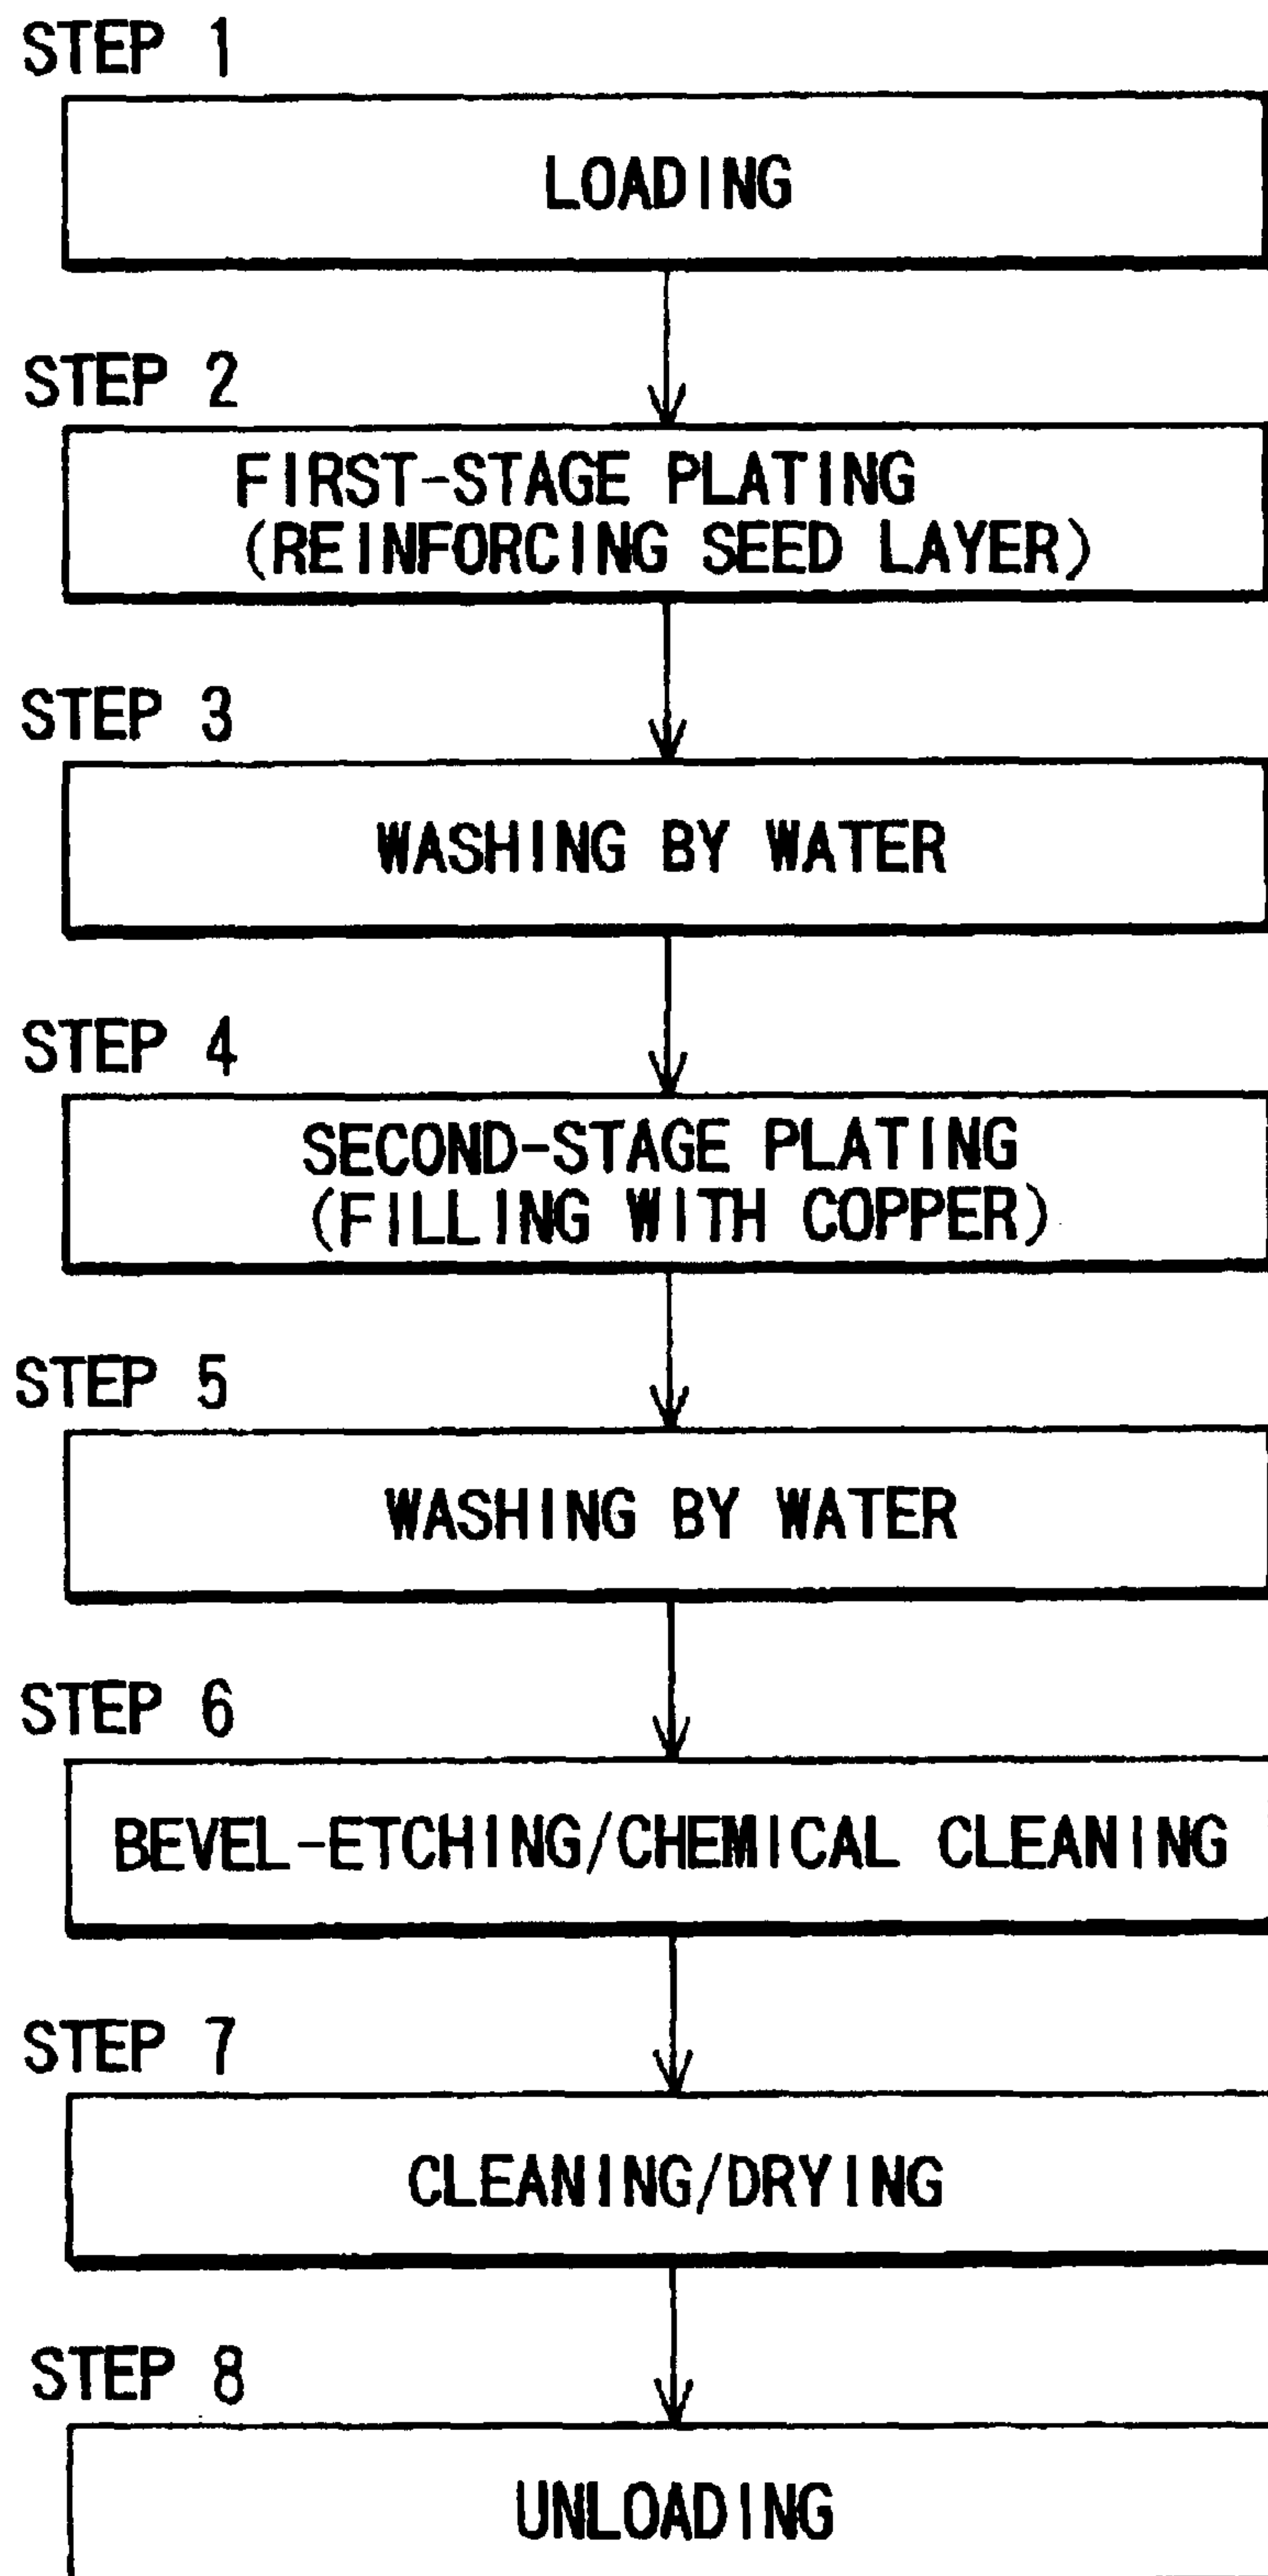 STEP 1
LOADING
STEP 2
FIRST-STAGE PLATING
(REINFORCING SEED LAYER)
STEP 3
WASHING BY WATER
STEP 4
SECOND-STAGE PLATING
(FILLING WITH COPPER)
STEP 5
WASHING BY WATER
STEP 6
BEVEL-ETCHING/CHEMICAL CLEANING
STEP 7
CLEANING/DRYING
STEP 8
UNLOADING